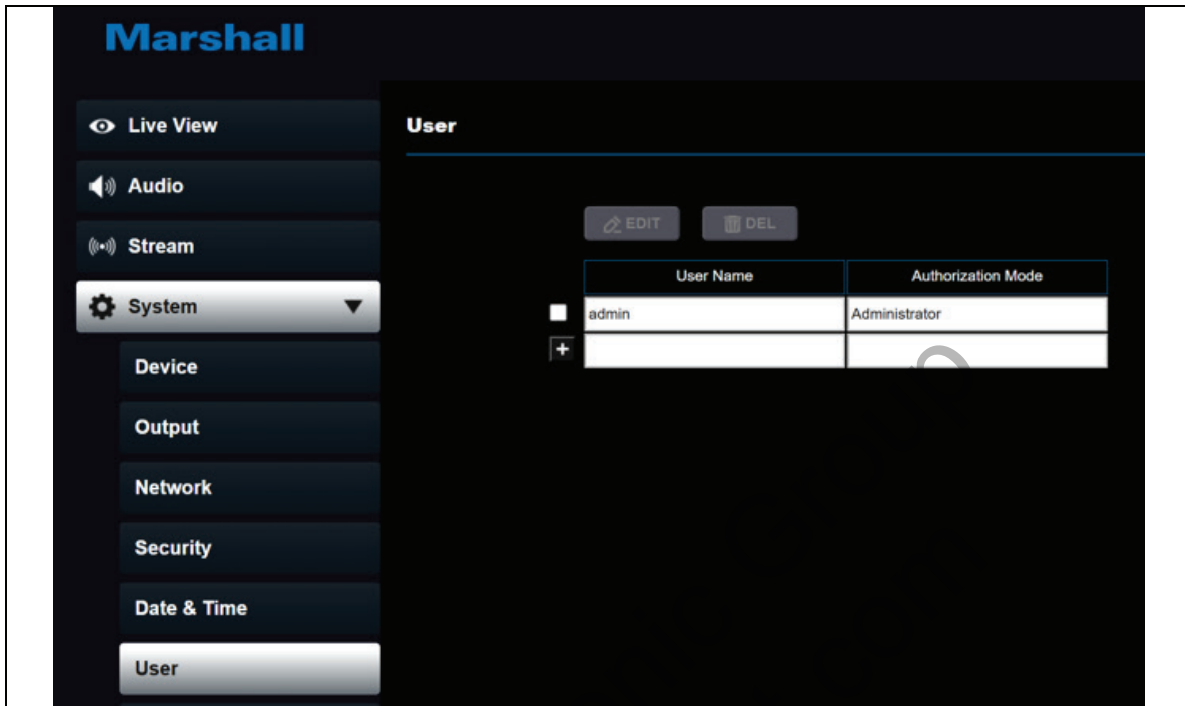 Marshall
Live View
Audio
Stream
System
Device
Output
Network
Security
Date & Time
User
User
EDIT DEL
User Name Authorization Mode
admin Administrator